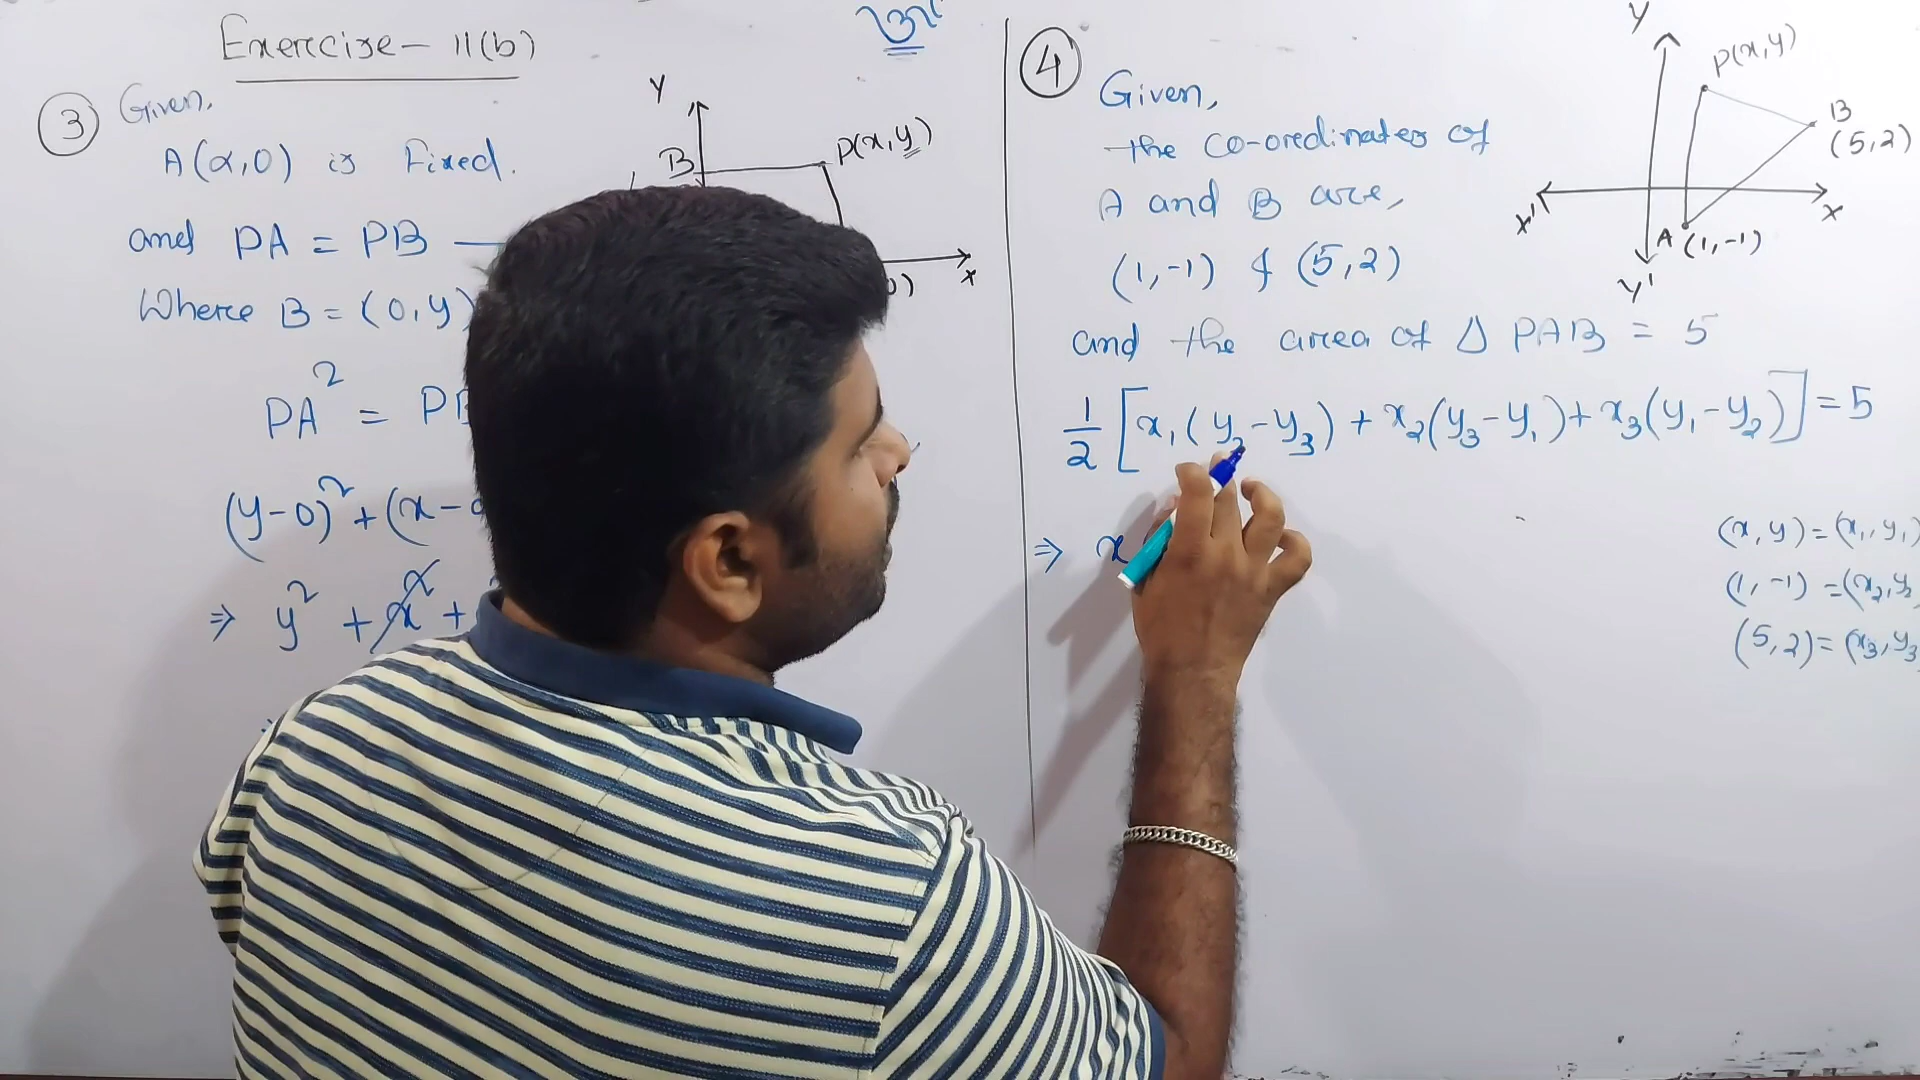 Exercise - 11(b)
3 Given,
A(α,0) is Fixed.
and PA = PB —
Where B = (0,y)
PA² = PB
(y-0)² + (x-
⇒ y² + x² +
Y
B
P(x,y)
x
4 Given,
the co-ordinates of
A and B are,
(1,-1) & (5,2)
and the area of Δ PAB = 5
1/2 [x₁(y₂-y₃) + x₂(y₃-y₁) + x₃(y₁-y₂)] = 5
⇒ x
Y
P(x,y)
B
(5,2)
X'
X
A (1,-1)
Y'
(x, y) = (x₁, y₁)
(1, -1) = (x₂, y₂
(5, 2) = (x₃, y₃